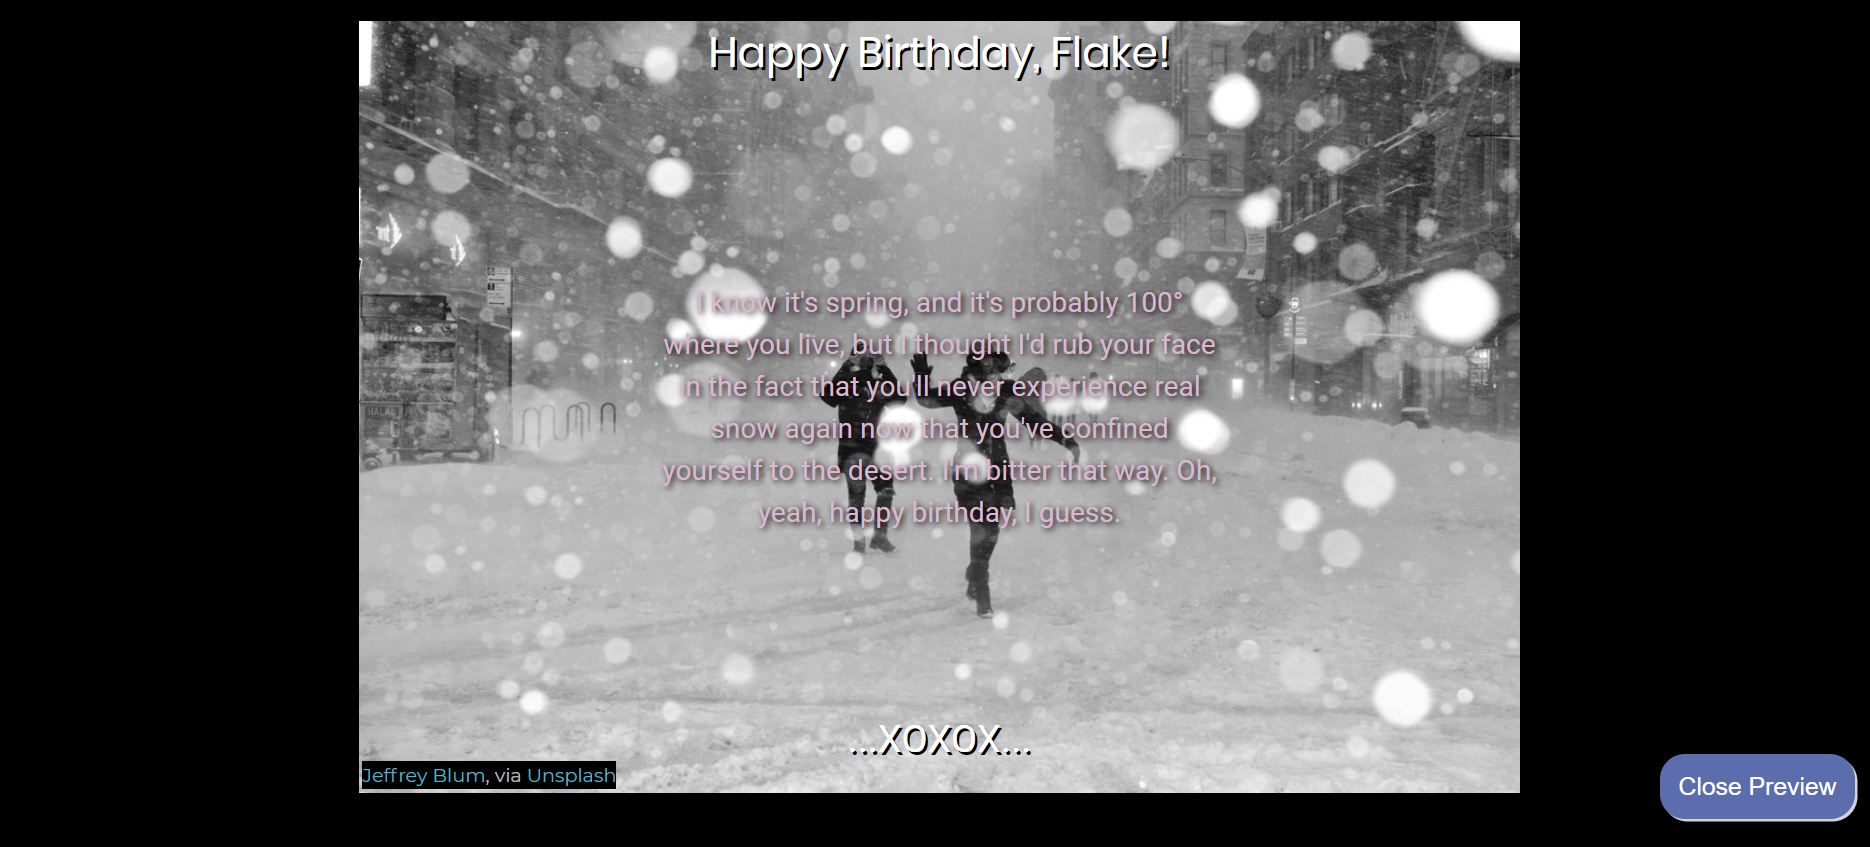 Happy Birthday, Flake!
I know it's spring, and it's probably 100°
where you live, but I thought I'd rub your face
in the fact that you'll never experience real
snow again now that you've confined
yourself to the desert. I'm bitter that way. Oh,
yeah, happy birthday, I guess.
HALAL
...XOXOX...
Jeffrey Blum, via Unsplash
Close Preview